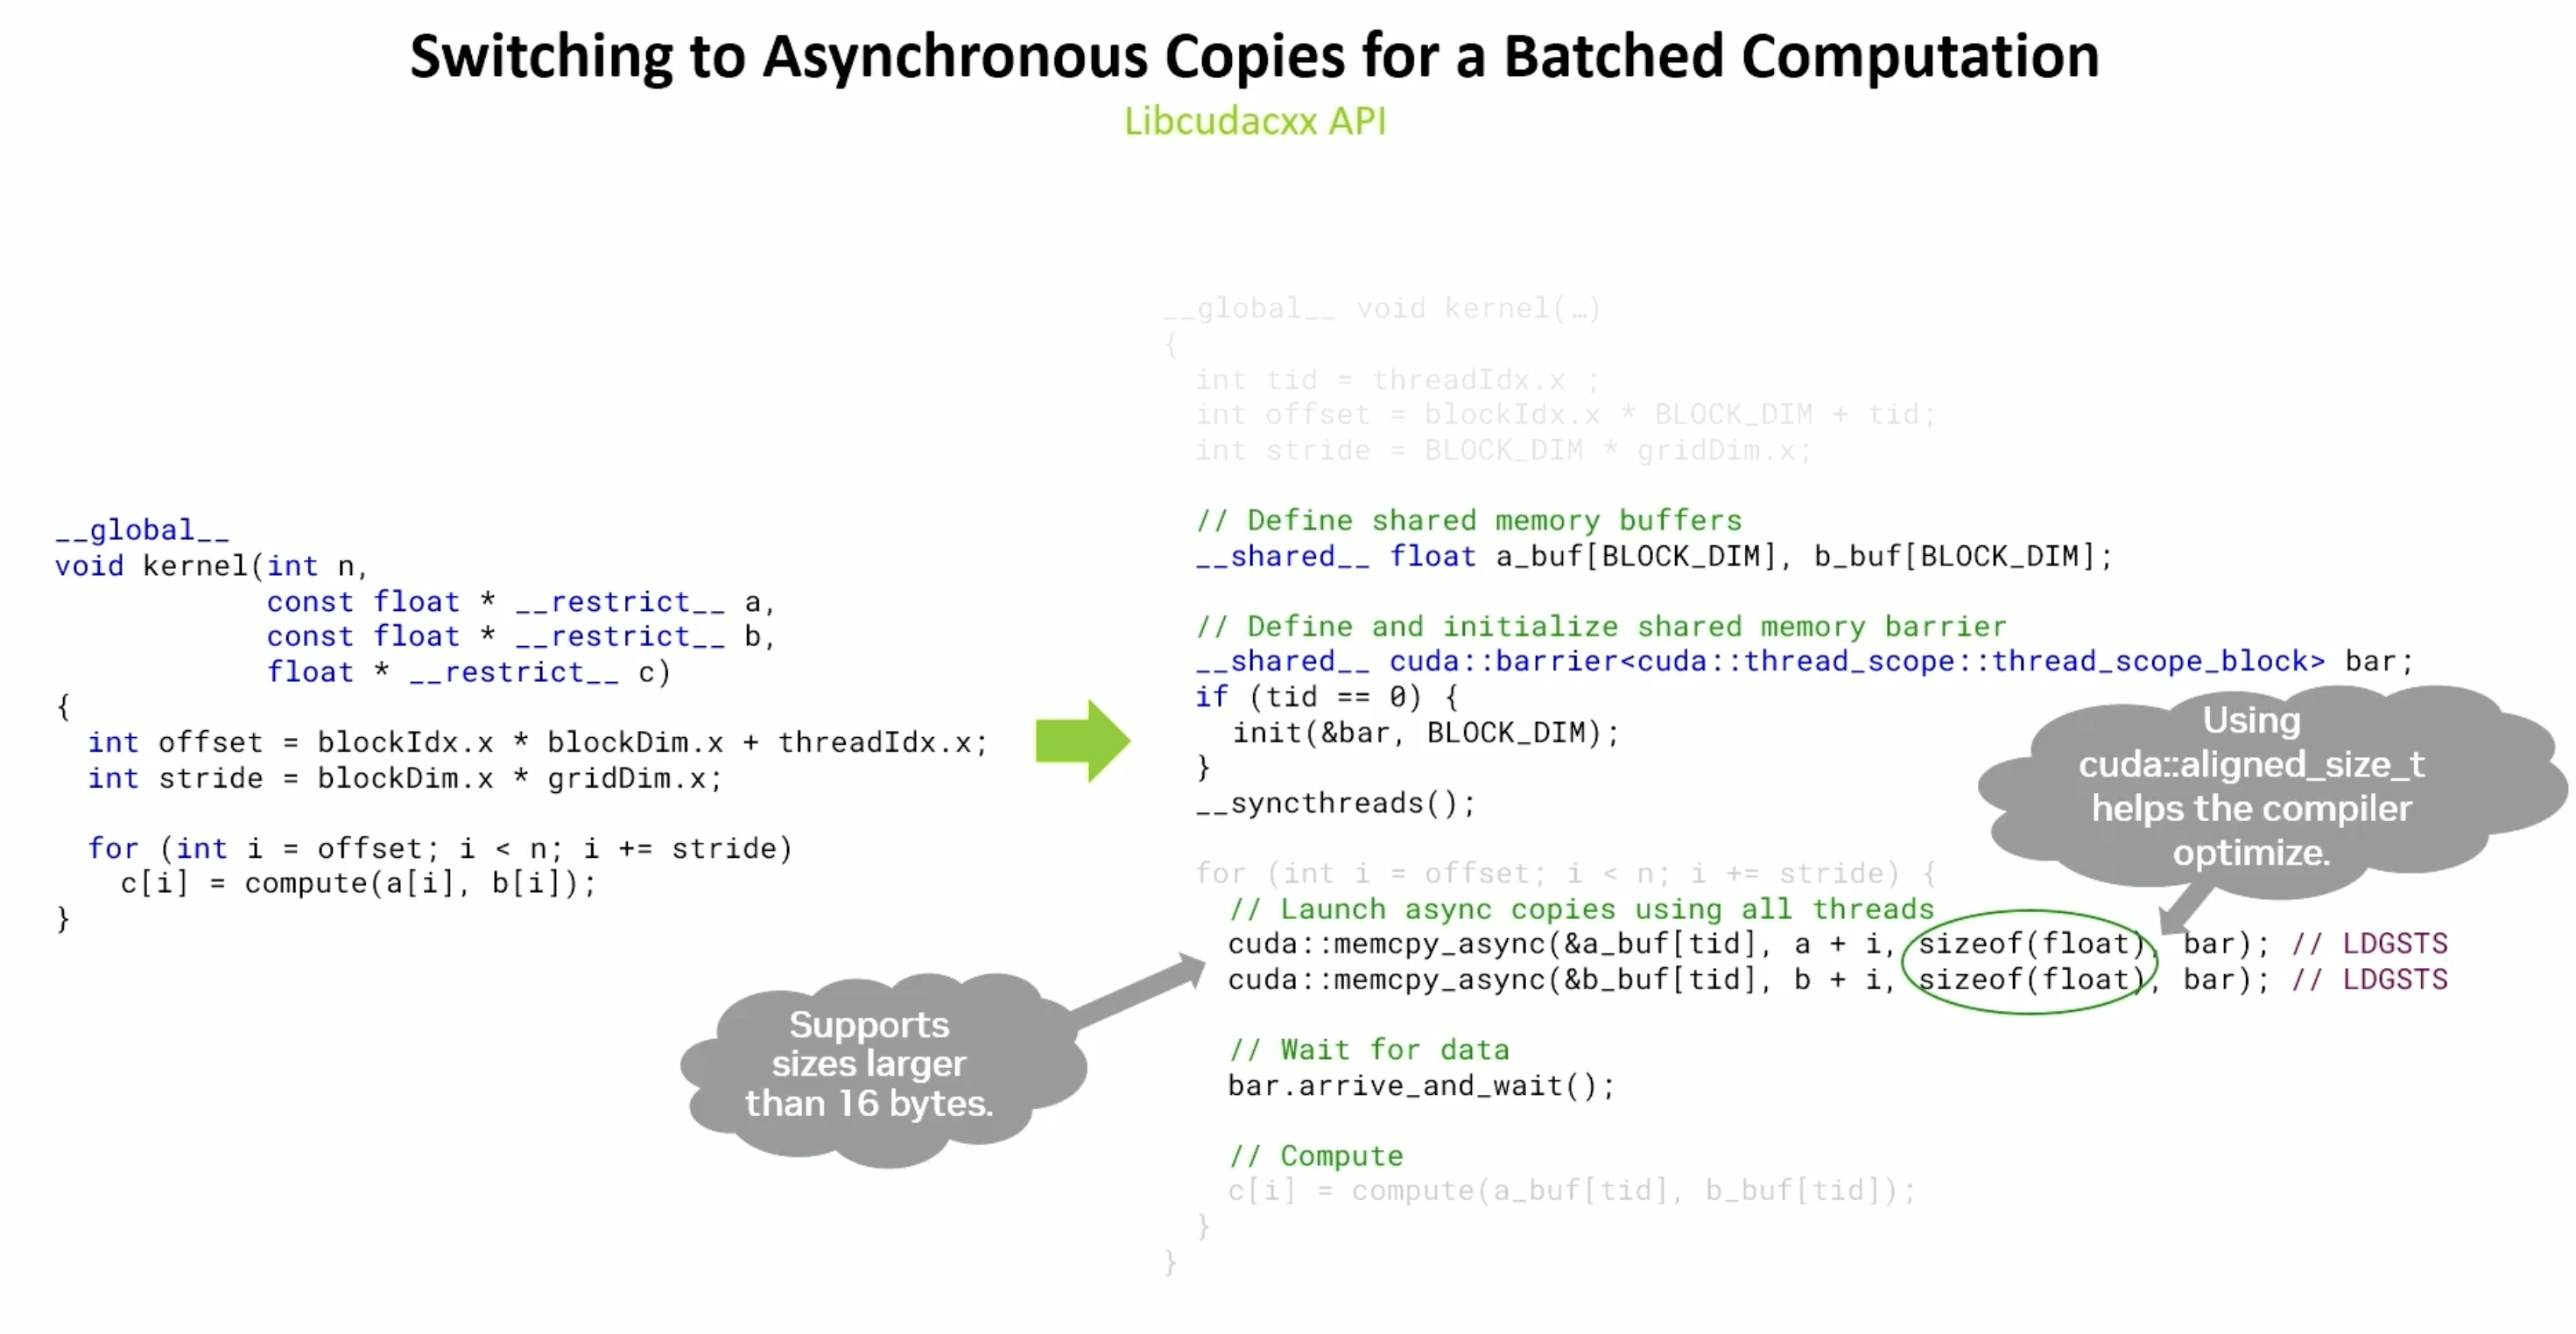 Switching to Asynchronous Copies for a Batched Computation
Libcudacxx API
__global__
void kernel(int n,
            const float * __restrict__ a,
            const float * __restrict__ b,
            float * __restrict__ c)
{
  int offset = blockIdx.x * blockDim.x + threadIdx.x;
  int stride = blockDim.x * gridDim.x;
  for (int i = offset; i < n; i += stride)
    c[i] = compute(a[i], b[i]);
}
__global__ void kernel(…)
{
  int tid = threadIdx.x ;
  int offset = blockIdx.x * BLOCK_DIM + tid;
  int stride = BLOCK_DIM * gridDim.x;
  // Define shared memory buffers
  __shared__ float a_buf[BLOCK_DIM], b_buf[BLOCK_DIM];
  // Define and initialize shared memory barrier
  __shared__ cuda::barrier<cuda::thread_scope::thread_scope_block> bar;
  if (tid == 0) {
    init(&bar, BLOCK_DIM);
  }
  __syncthreads();
  for (int i = offset; i < n; i += stride) {
    // Launch async copies using all threads
    cuda::memcpy_async(&a_buf[tid], a + i, sizeof(float), bar); // LDGSTS
    cuda::memcpy_async(&b_buf[tid], b + i, sizeof(float), bar); // LDGSTS
    // Wait for data
    bar.arrive_and_wait();
    // Compute
    c[i] = compute(a_buf[tid], b_buf[tid]);
  }
}
Using
cuda::aligned_size_t
helps the compiler
optimize.
Supports
sizes larger
than 16 bytes.